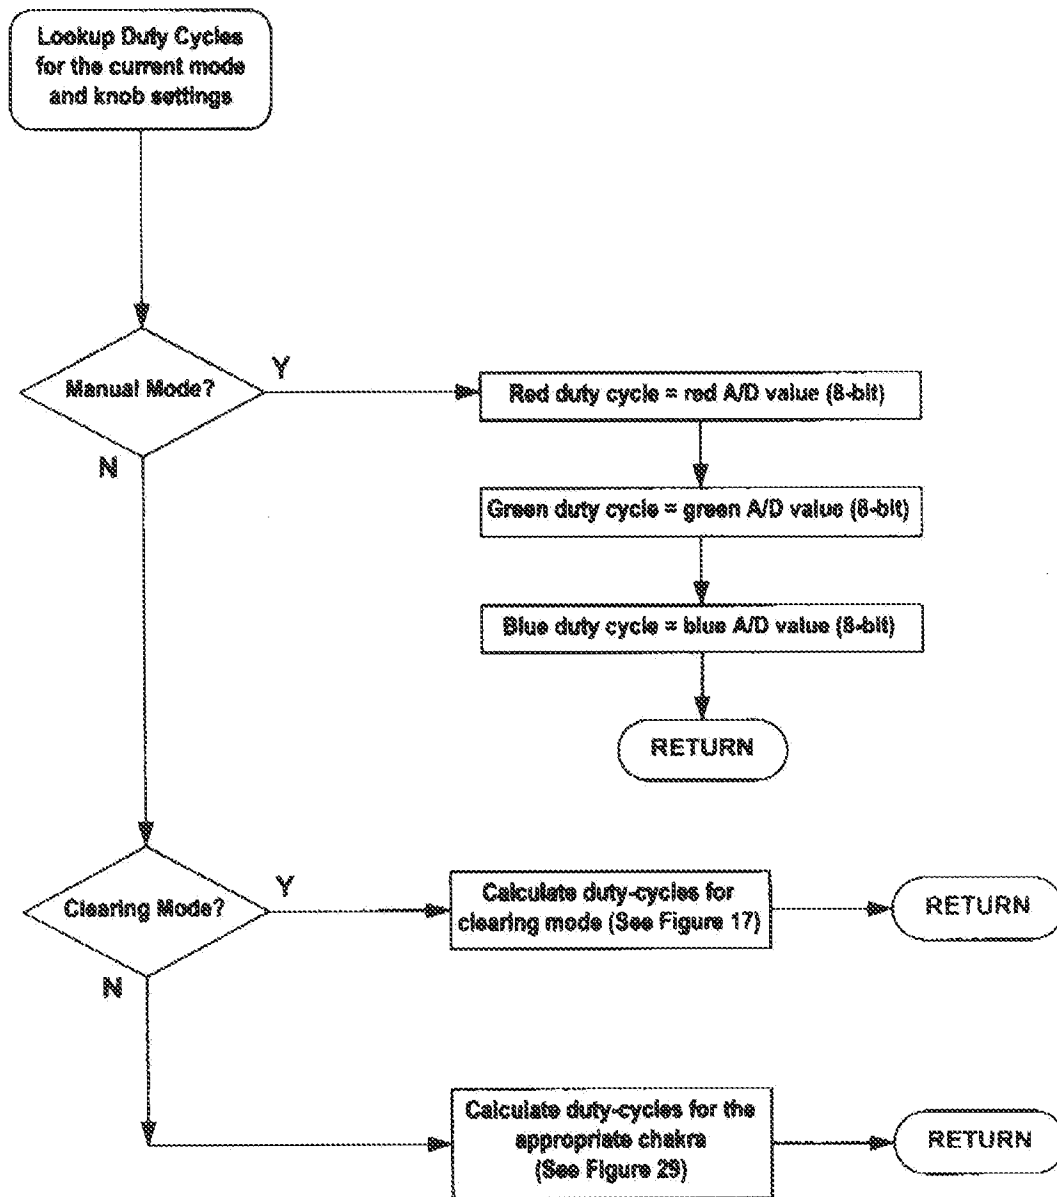 Lookup Duty Cycles
for the current mode
and knob settings
Manual Mode?
Y
N
Red duty cycle = red A/D value (8-bit)
Green duty cycle = green A/D value (8-bit)
Blue duty cycle = blue A/D value (8-bit)
RETURN
Clearing Mode?
Y
N
Calculate duty-cycles for
clearing mode (See Figure 17)
RETURN
Calculate duty-cycles for the
appropriate chakra
(See Figure 29)
RETURN